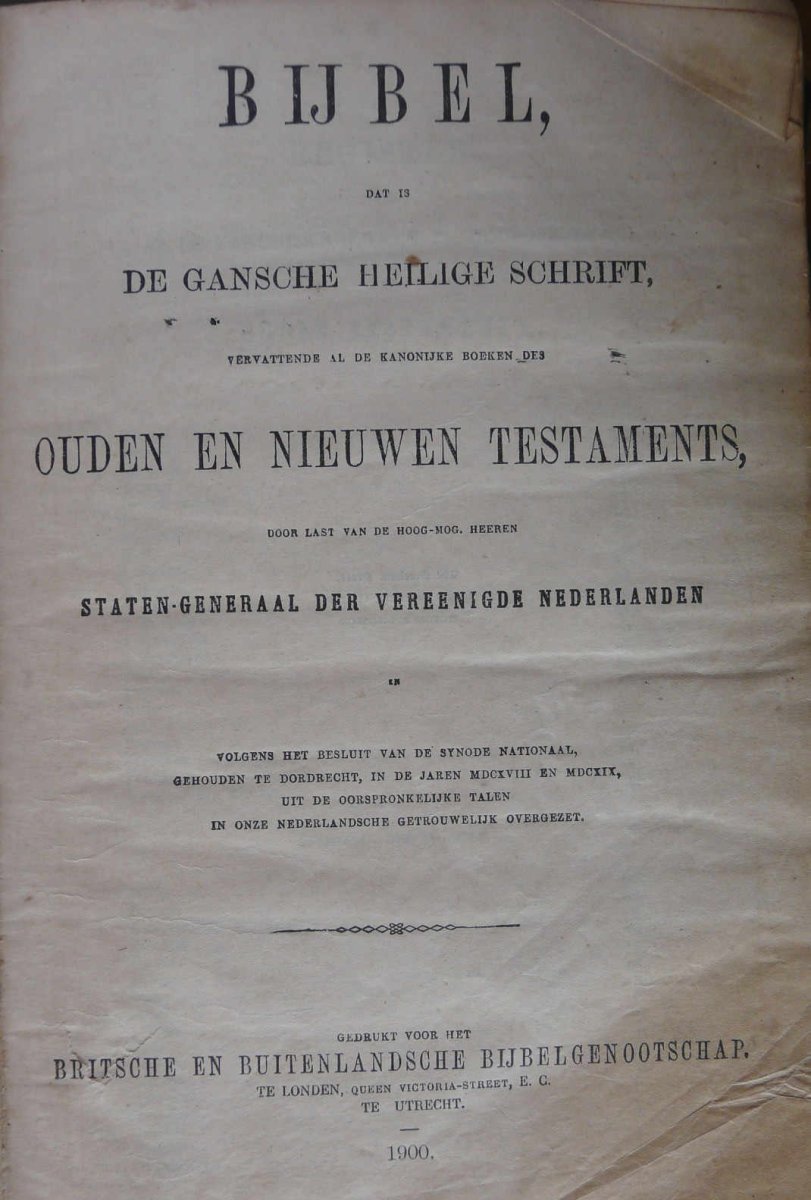 BIJBEL,
DAT IS
DE GANSCHE HEILIGE SCHRIFT,
VERVATTENDE AL DE KANONIJKE BOEKEN DES
OUDEN EN NIEUWEN TESTAMENTS,
DOOR LAST VAN DE HOOG-MOG. HEEREN
STATEN-GENERAAL DER VEREENIGDE NEDERLANDEN
EN
VOLGENS HET BESLUIT VAN DE SYNODE NATIONAAL,
GEHOUDEN TE DORDRECHT, IN DE JAREN MDCXVIII EN MDCXIX,
UIT DE OORSPRONKELIJKE TALEN
IN ONZE NEDERLANDSCHE GETROUWELIJK OVERGEZET.
GEDRUKT VOOR HET
BRITSCHE EN BUITENLANDSCHE BIJBELGENOOTSCHAP.
TE LONDEN, QUEEN VICTORIA-STREET, E. C.
TE UTRECHT.
1900.